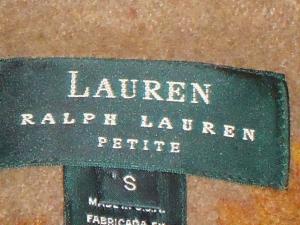 LAUREN
RALPH LAUREN
PETITE
S
MADE IN U.S.A.
FABRICADA EN